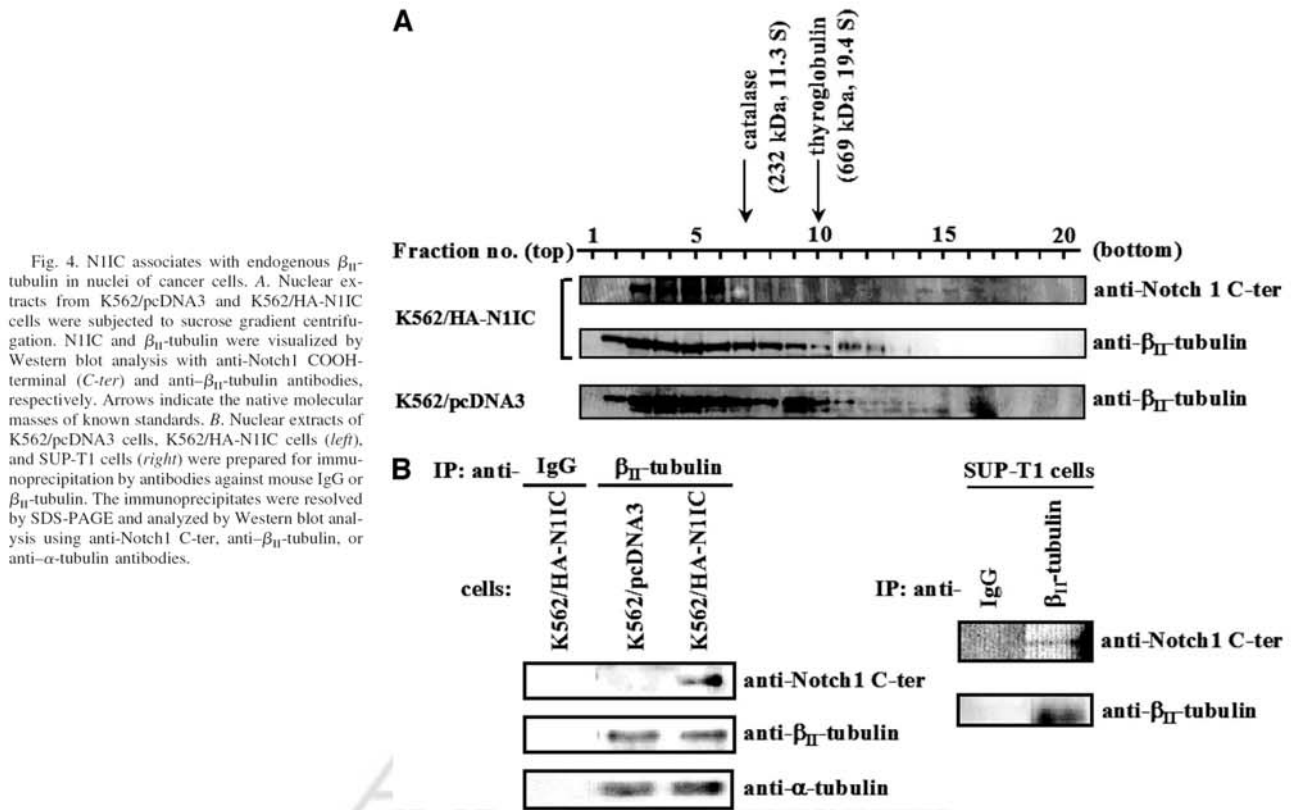 A
catalase
(232 kDa, 11.3 S)
thyroglobulin
(669 kDa, 19.4 S)
Fraction no. (top) 1 5 10 15 20 (bottom)
K562/HA-N1IC
anti-Notch 1 C-ter
anti-βII-tubulin
K562/pcDNA3
anti-βII-tubulin
Fig. 4. N1IC associates with endogenous βII-
tubulin in nuclei of cancer cells. A. Nuclear ex-
tracts from K562/pcDNA3 and K562/HA-N1IC
cells were subjected to sucrose gradient centrifu-
gation. N1IC and βII-tubulin were visualized by
Western blot analysis with anti-Notch1 COOH-
terminal (C-ter) and anti–βII-tubulin antibodies,
respectively. Arrows indicate the native molecular
masses of known standards. B. Nuclear extracts of
K562/pcDNA3 cells, K562/HA-N1IC cells (left),
and SUP-T1 cells (right) were prepared for immu-
noprecipitation by antibodies against mouse IgG or
βII-tubulin. The immunoprecipitates were resolved
by SDS-PAGE and analyzed by Western blot anal-
ysis using anti-Notch1 C-ter, anti–βII-tubulin, or
anti–α-tubulin antibodies.
B
IP: anti- IgG βII-tubulin
cells:
K562/HA-N1IC
K562/pcDNA3
K562/HA-N1IC
anti-Notch1 C-ter
anti-βII-tubulin
anti-α-tubulin
SUP-T1 cells
IP: anti-
IgG
βII-tubulin
anti-Notch1 C-ter
anti-βII-tubulin